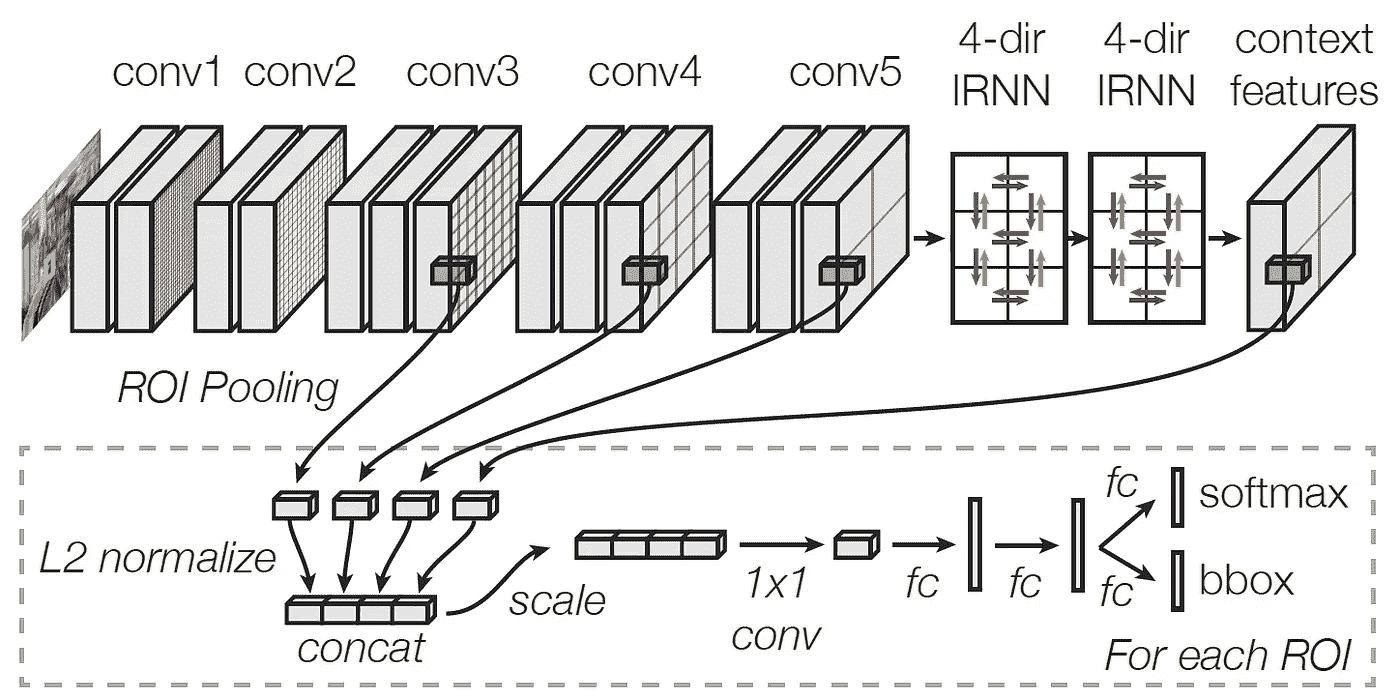 conv1 conv2 conv3 conv4 conv5
4-dir
IRNN
4-dir
IRNN
context
features
ROI Pooling
L2 normalize
concat
scale
1x1
conv
fc
fc
fc
softmax
fc
bbox
For each ROI